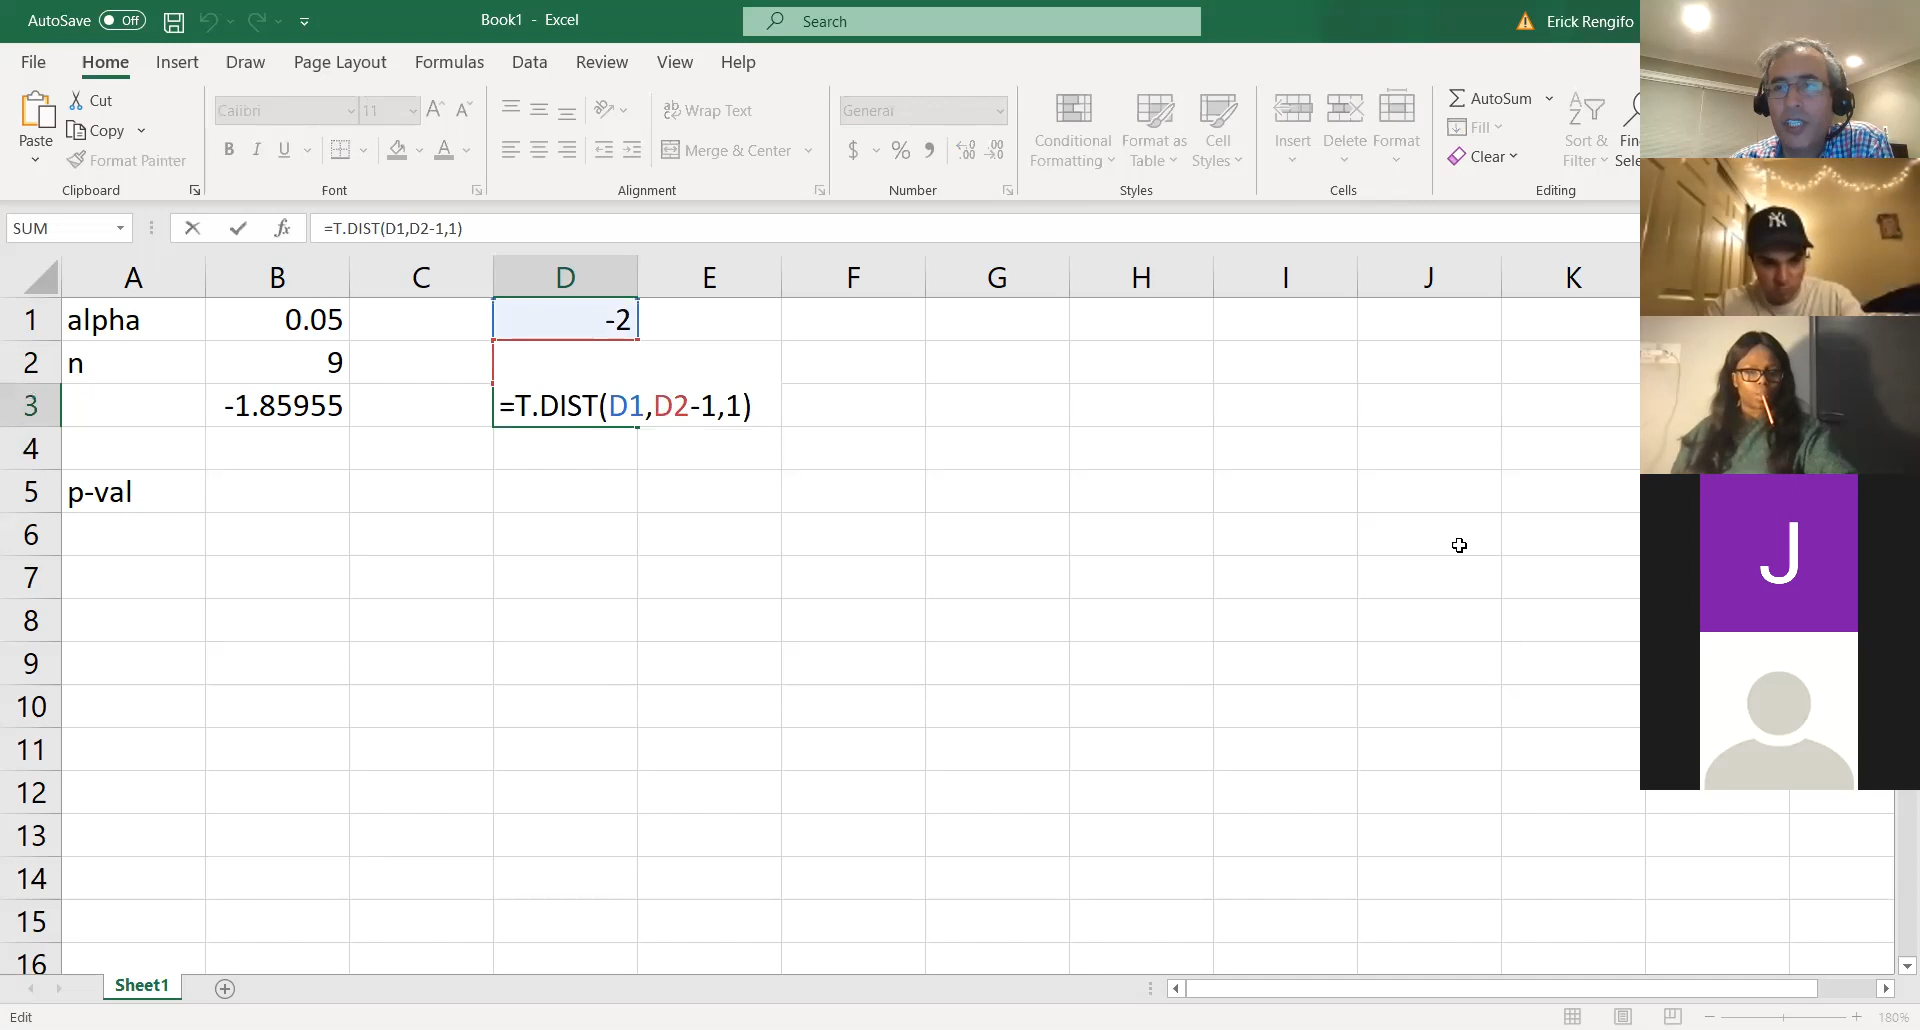 AutoSave Off Book1 - Excel Search Erick Rengifo
File Home Insert Draw Page Layout Formulas Data Review View Help
Paste Cut Copy Format Painter Clipboard
Calibri 11 B I U A Font
Wrap Text Merge & Center Alignment
General $ % Number
Conditional Formatting Format as Table Cell Styles Styles
Insert Delete Format Cells
AutoSum Fill Clear Sort & Filter Editing
SUM fx =T.DIST(D1,D2-1,1)
A B C D E F G H I J K
1 alpha 0.05 -2
2 n 9
3 -1.85955 =T.DIST(D1,D2-1,1)
4
5 p-val
6
7
8
9
10
11
12
13
14
15
16
NY
J
Sheet1
Edit 180%